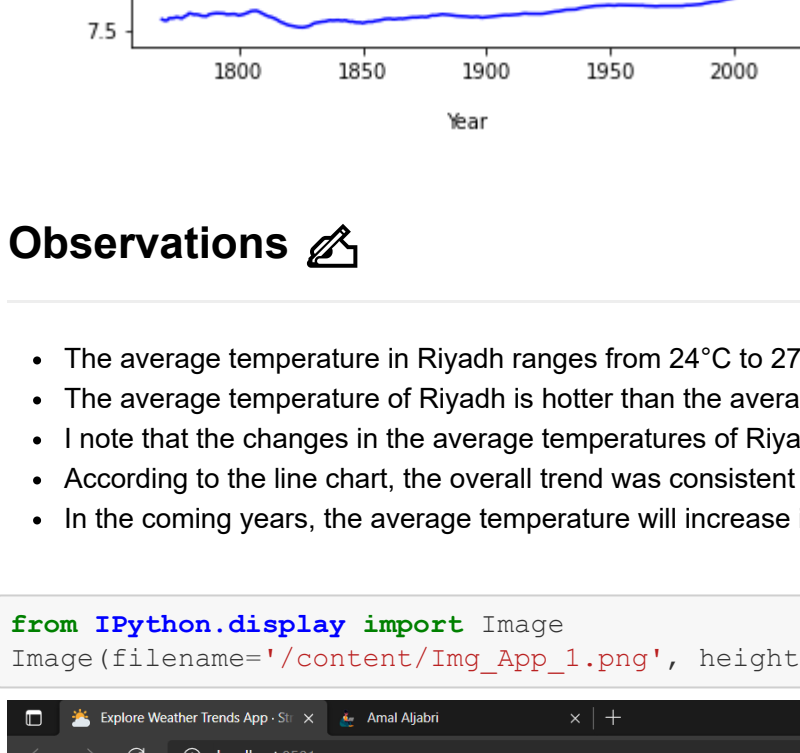 7.5
1800 1850 1900 1950 2000
Year
Observations ✍
The average temperature in Riyadh ranges from 24°C to 27
The average temperature of Riyadh is hotter than the avera
I note that the changes in the average temperatures of Riya
According to the line chart, the overall trend was consistent
In the coming years, the average temperature will increase
from IPython.display import Image
Image(filename='/content/Img_App_1.png', height
Explore Weather Trends App · St Amal Aljabri